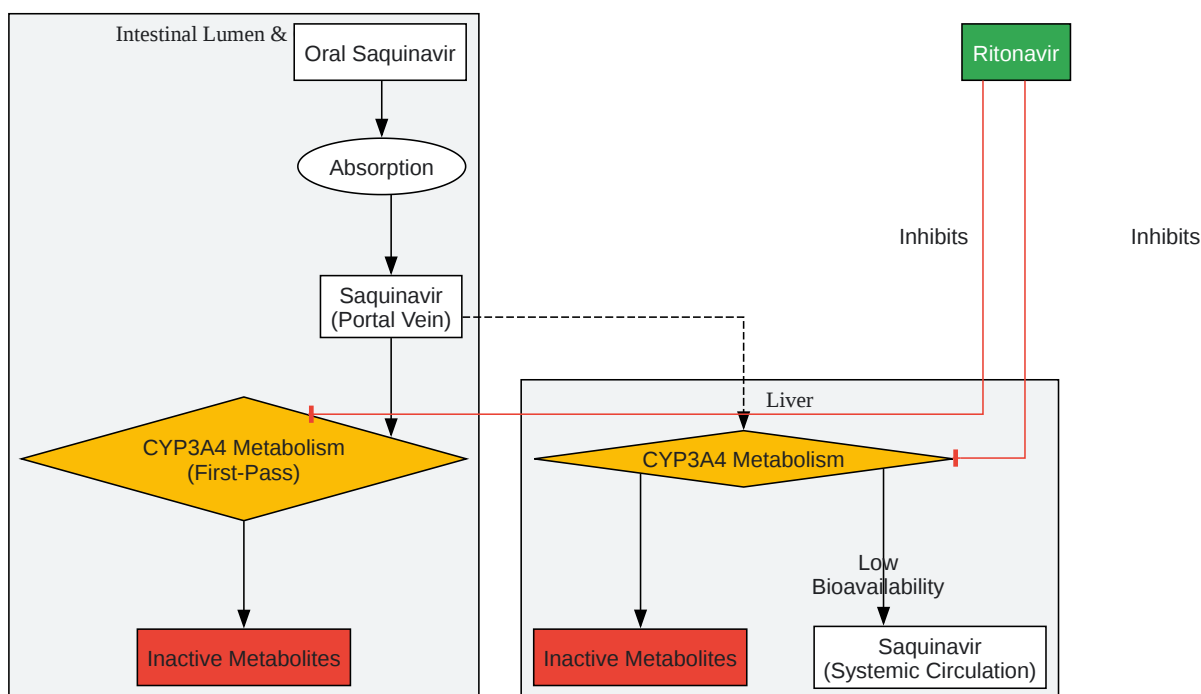 Intestinal Lumen &
Oral Saquinavir
Ritonavir
Absorption
Inhibits
Inhibits
Saquinavir
(Portal Vein)
Liver
CYP3A4 Metabolism
(First-Pass)
CYP3A4 Metabolism
Low
Bioavailability
Inactive Metabolites
Inactive Metabolites
Saquinavir
(Systemic Circulation)